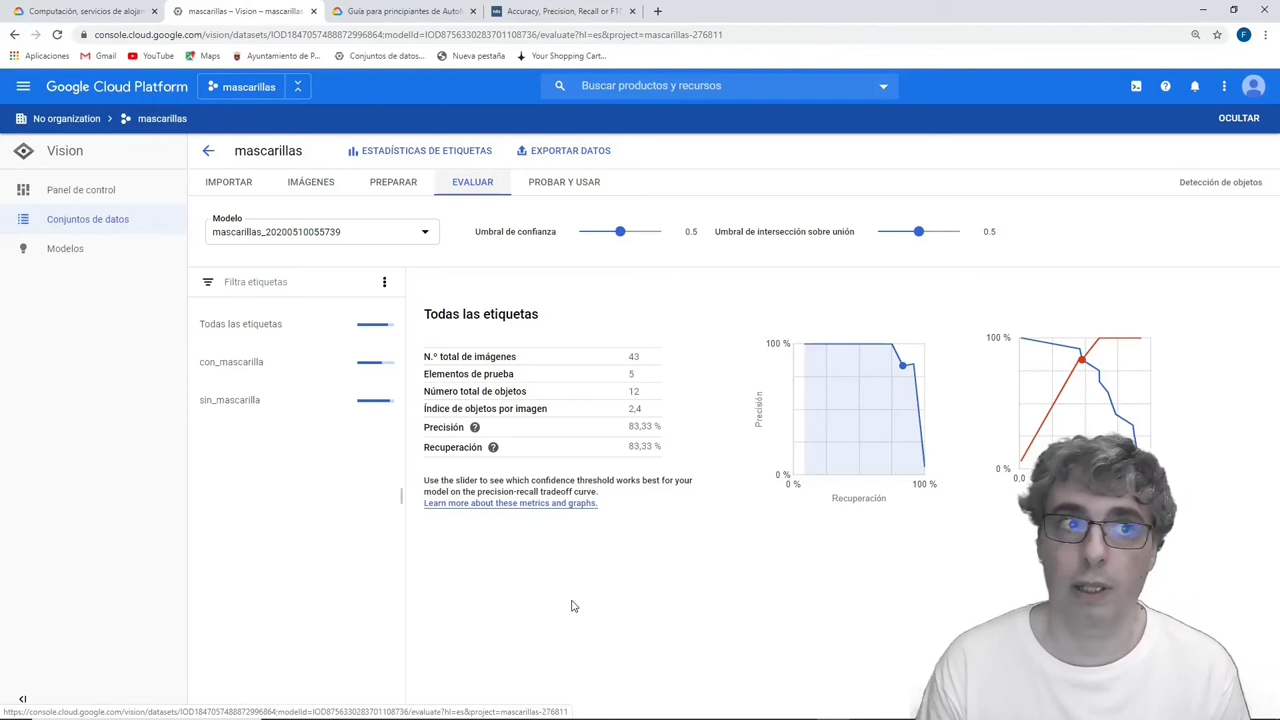 Computación, servicios de alojam
mascarillas – Vision – mascarillas
Guía para principiantes de AutoM
Accuracy, Precision, Recall or F1?
console.cloud.google.com/vision/datasets/IOD1847057488872996864;modelId=IOD8756330283701108736/evaluate?hl=es&project=mascarillas-276811
F
Aplicaciones
Gmail
YouTube
Maps
Ayuntamiento de P...
Conjuntos de datos...
Nueva pestaña
Your Shopping Cart...
Google Cloud Platform
mascarillas
Buscar productos y recursos
No organization
mascarillas
OCULTAR
Vision
mascarillas
ESTADÍSTICAS DE ETIQUETAS
EXPORTAR DATOS
Panel de control
Conjuntos de datos
Modelos
IMPORTAR
IMÁGENES
PREPARAR
EVALUAR
PROBAR Y USAR
Detección de objetos
Modelo
mascarillas_20200510055739
Umbral de confianza
0.5
Umbral de intersección sobre unión
0.5
Filtra etiquetas
Todas las etiquetas
con_mascarilla
sin_mascarilla
Todas las etiquetas
N.º total de imágenes 43
Elementos de prueba 5
Número total de objetos 12
Índice de objetos por imagen 2,4
Precisión 83,33 %
Recuperación 83,33 %
Use the slider to see which confidence threshold works best for your
model on the precision-recall tradeoff curve.
Learn more about these metrics and graphs.
100 %
Precisión
0 %
0 %
100 %
Recuperación
100 %
0 %
0,0
https://console.cloud.google.com/vision/datasets/IOD1847057488872996864;modelId=IOD8756330283701108736/evaluate?hl=es&project=mascarillas-276811